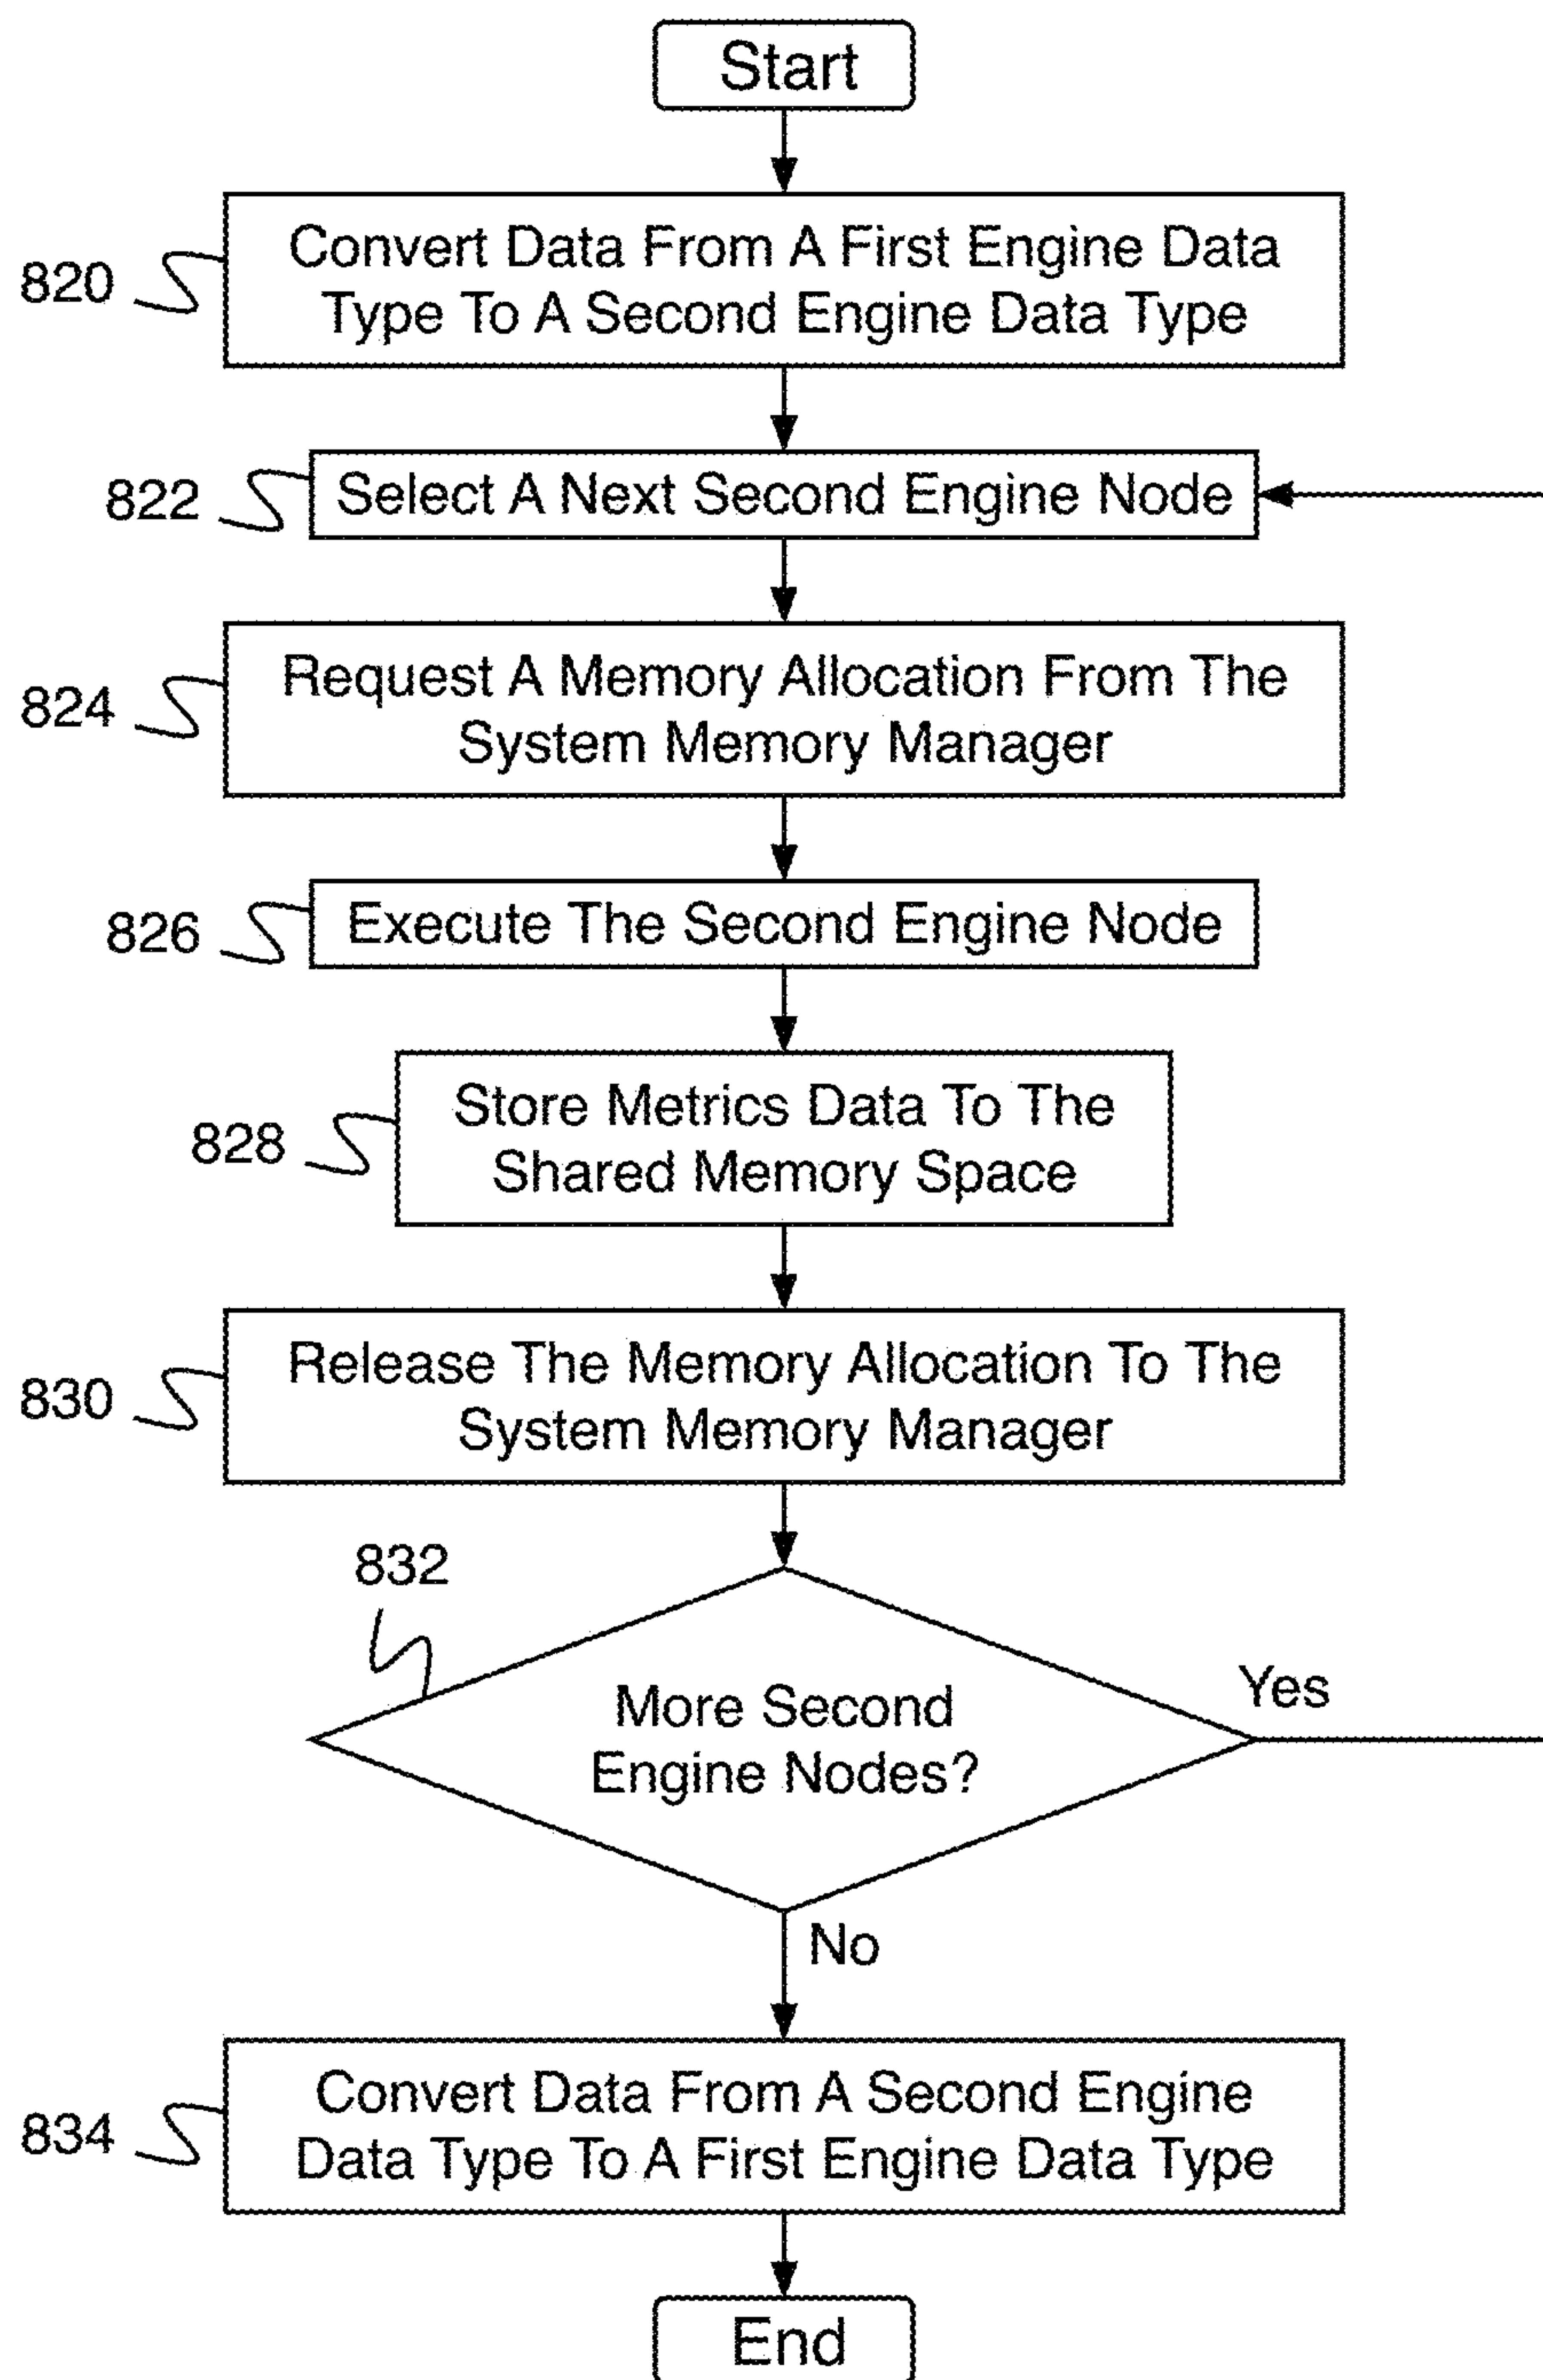 Start
820
Convert Data From A First Engine Data
Type To A Second Engine Data Type
822
Select A Next Second Engine Node
824
Request A Memory Allocation From The
System Memory Manager
826
Execute The Second Engine Node
828
Store Metrics Data To The
Shared Memory Space
830
Release The Memory Allocation To The
System Memory Manager
832
More Second
Engine Nodes?
Yes
No
834
Convert Data From A Second Engine
Data Type To A First Engine Data Type
End